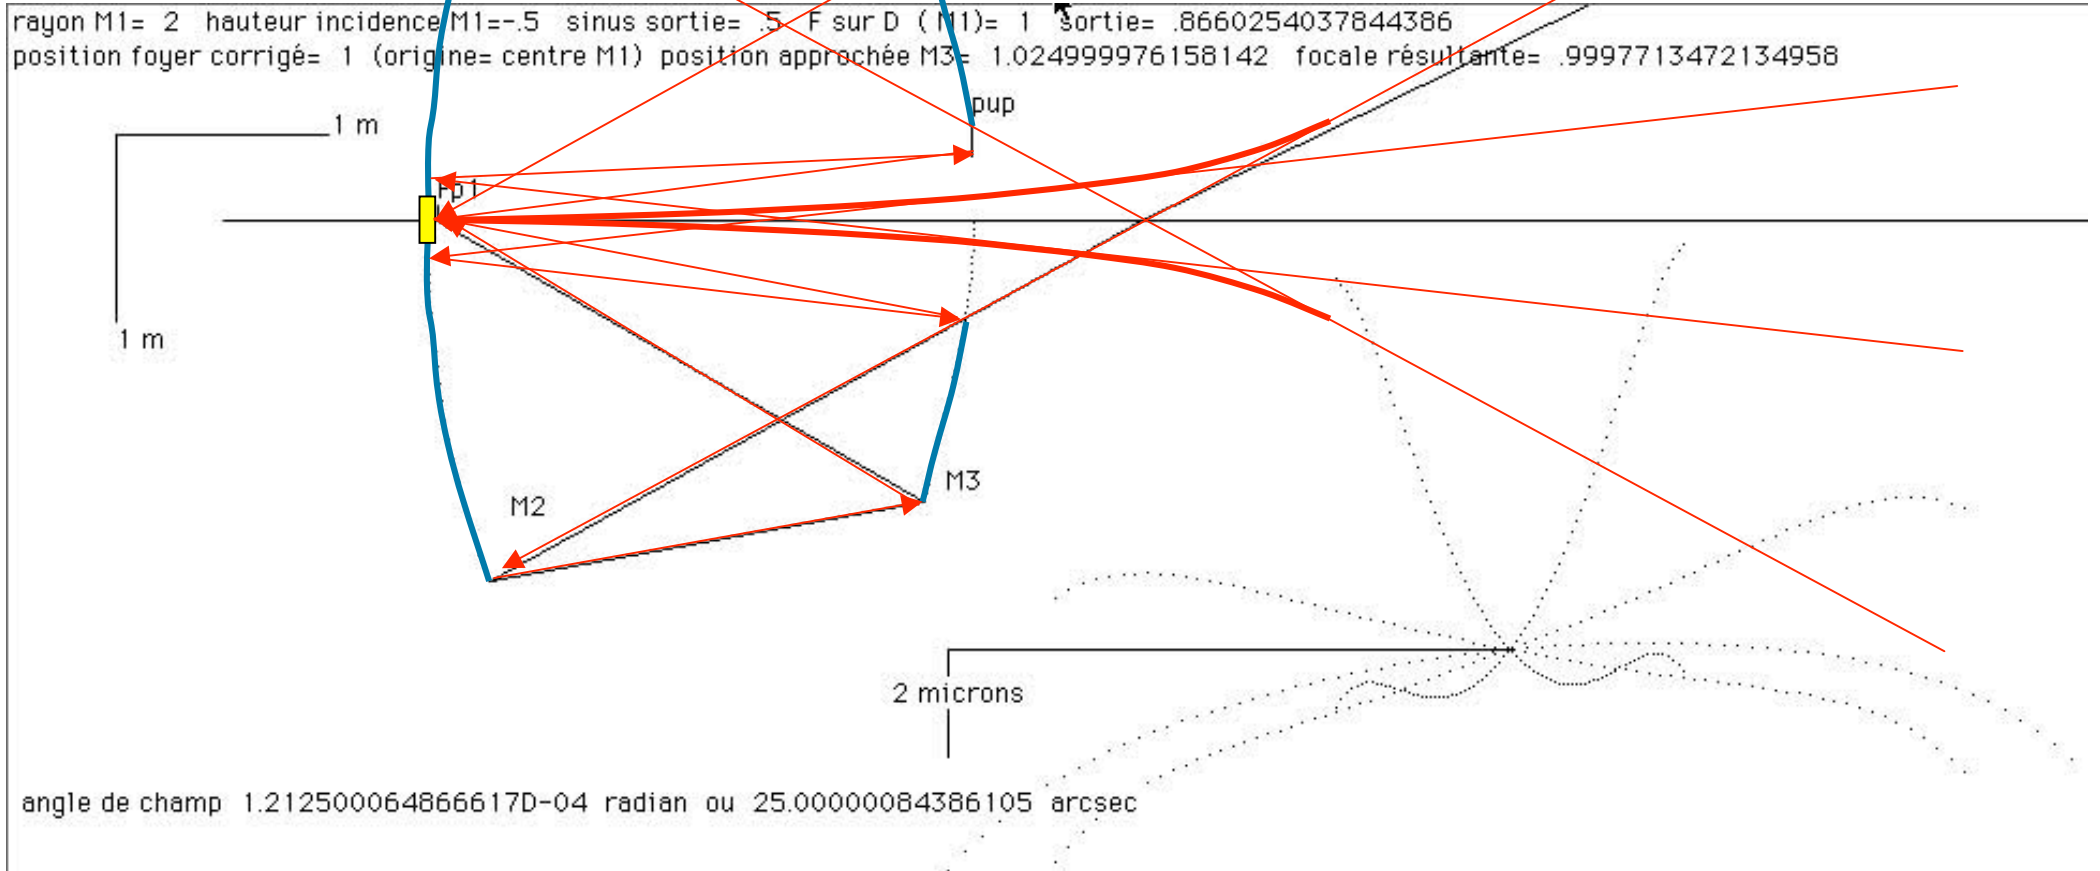 rayon M1= 2 hauteur incidence M1=-.5 sinus sortie= .5 F sur D (M1)= 1 sortie= .8660254037844386
position foyer corrigé= 1 (origine= centre M1) position approchée M3= 1.024999976158142 focale résultante= .9997713472134958
pup
1 m
Fp1
1 m
M3
M2
2 microns
angle de champ 1.212500064866617D-04 radian ou 25.00000084386105 arcsec